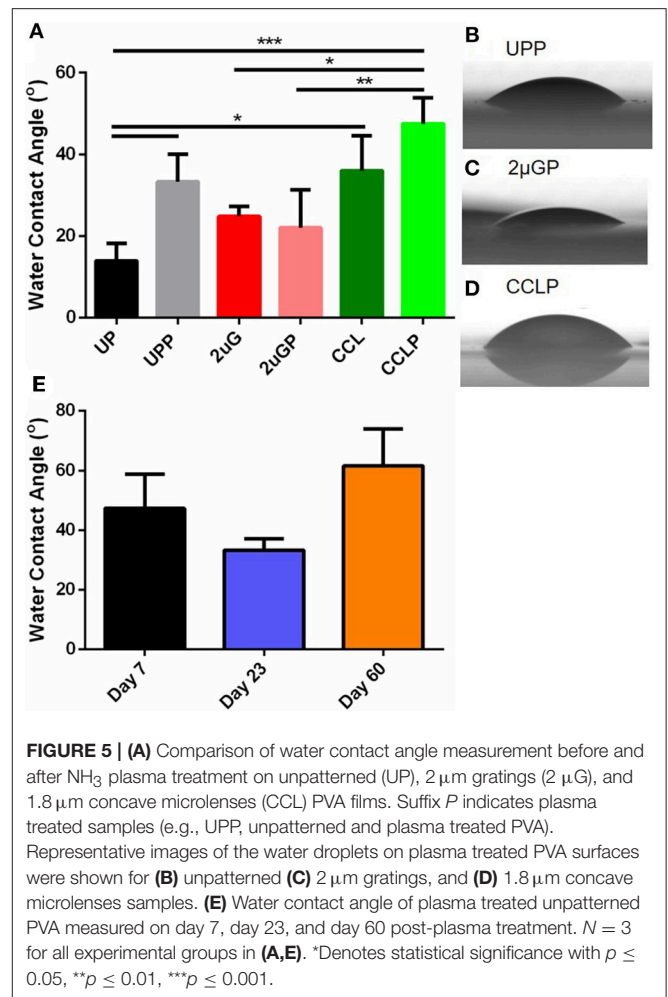 A
***
*
**
*
60
40
20
0
Water Contact Angle (º)
UP
UPP
2uG
2uGP
CCL
CCLP
B
UPP
C
2µGP
D
CCLP
E
80
60
40
20
0
Water Contact Angle (º)
Day 7
Day 23
Day 60
FIGURE 5 | (A) Comparison of water contact angle measurement before and
after NH₃ plasma treatment on unpatterned (UP), 2 µm gratings (2 µG), and
1.8 µm concave microlenses (CCL) PVA films. Suffix P indicates plasma
treated samples (e.g., UPP, unpatterned and plasma treated PVA).
Representative images of the water droplets on plasma treated PVA surfaces
were shown for (B) unpatterned (C) 2 µm gratings, and (D) 1.8 µm concave
microlenses samples. (E) Water contact angle of plasma treated unpatterned
PVA measured on day 7, day 23, and day 60 post-plasma treatment. N = 3
for all experimental groups in (A,E). *Denotes statistical significance with p ≤
0.05, **p ≤ 0.01, ***p ≤ 0.001.